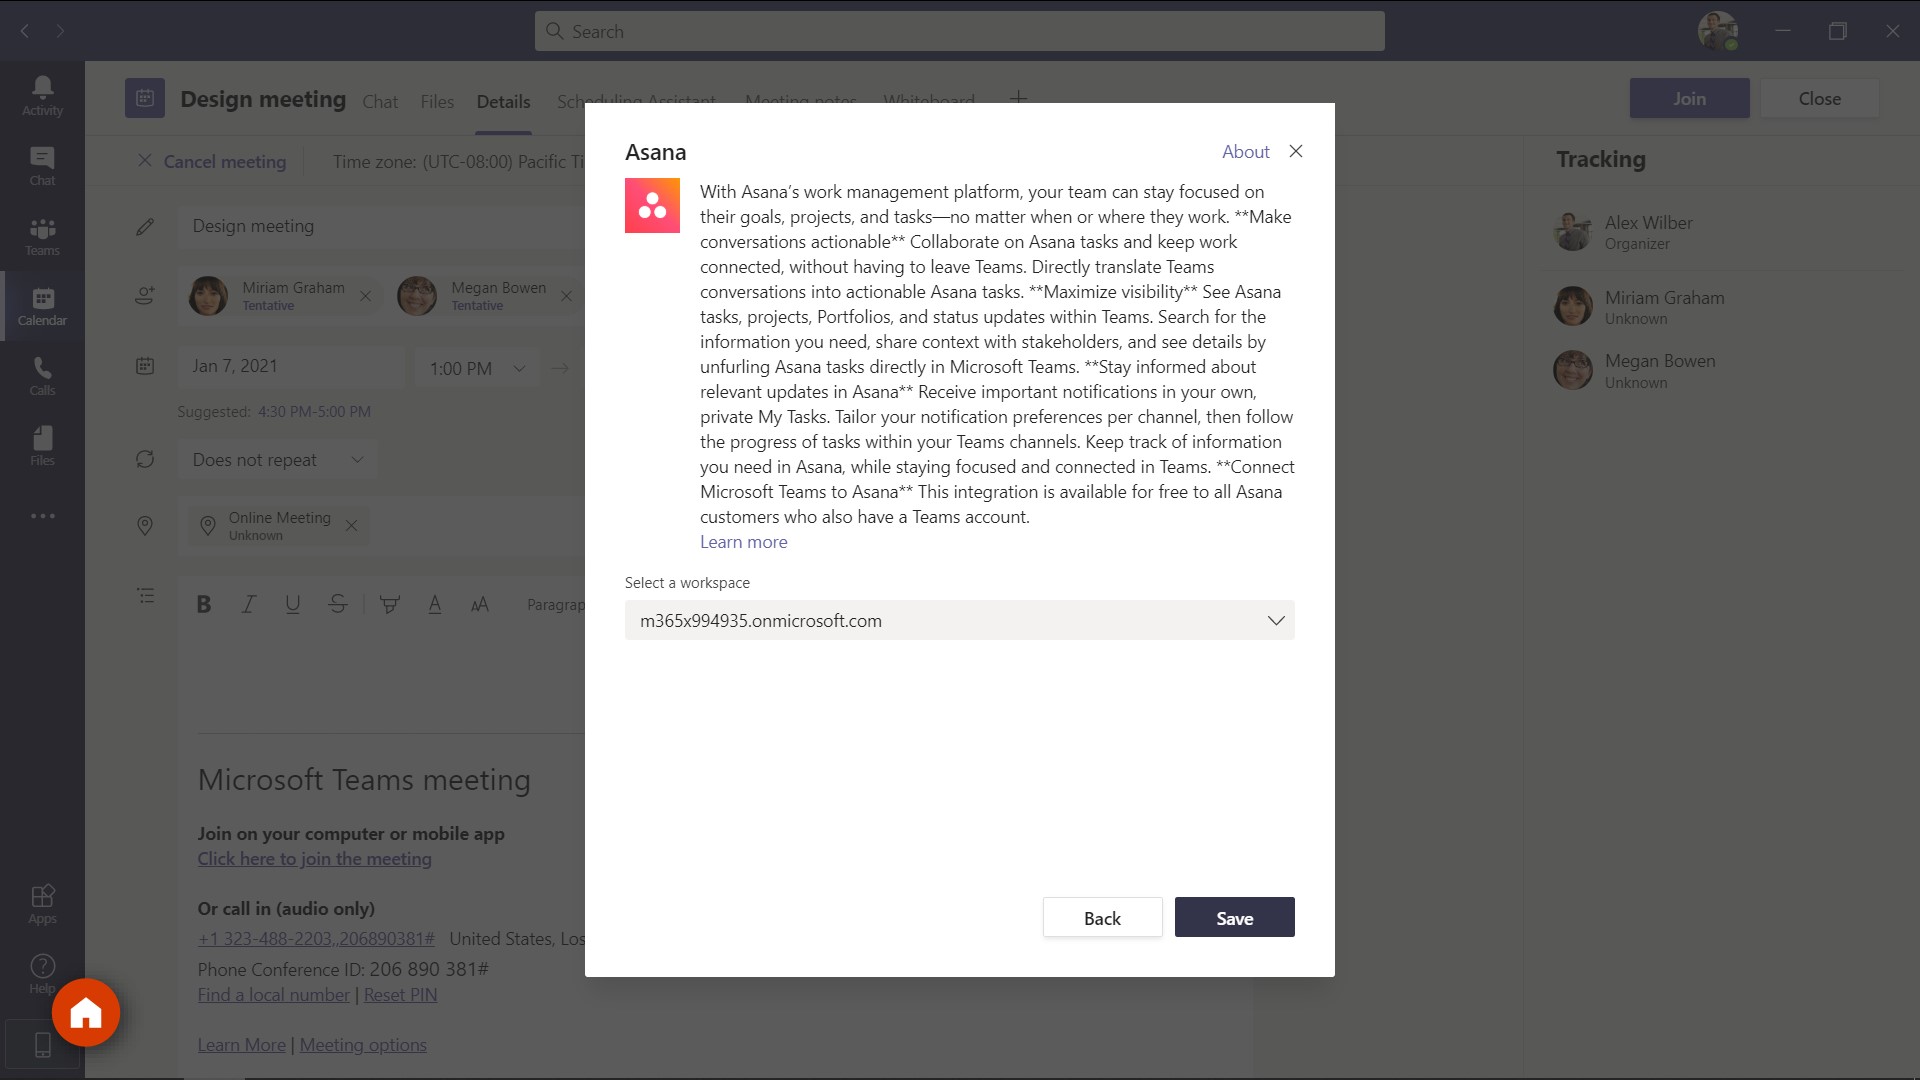 Search
Activity
Chat
Teams
Calendar
Calls
Files
Apps
Help
Design meeting
Chat
Files
Details
Scheduling Assistant
Meeting notes
Whiteboard
Join
Close
Cancel meeting
Time zone: (UTC-08:00) Pacific Ti
Design meeting
Miriam Graham
Tentative
Megan Bowen
Tentative
Jan 7, 2021
1:00 PM
Suggested: 4:30 PM-5:00 PM
Does not repeat
Online Meeting
Unknown
B I U S A AA Paragrap
Microsoft Teams meeting
Join on your computer or mobile app
Click here to join the meeting
Or call in (audio only)
+1 323-488-2203,,206890381# United States, Los
Phone Conference ID: 206 890 381#
Find a local number | Reset PIN
Learn More | Meeting options
Asana
About
With Asana’s work management platform, your team can stay focused on
their goals, projects, and tasks—no matter when or where they work. **Make
conversations actionable** Collaborate on Asana tasks and keep work
connected, without having to leave Teams. Directly translate Teams
conversations into actionable Asana tasks. **Maximize visibility** See Asana
tasks, projects, Portfolios, and status updates within Teams. Search for the
information you need, share context with stakeholders, and see details by
unfurling Asana tasks directly in Microsoft Teams. **Stay informed about
relevant updates in Asana** Receive important notifications in your own,
private My Tasks. Tailor your notification preferences per channel, then follow
the progress of tasks within your Teams channels. Keep track of information
you need in Asana, while staying focused and connected in Teams. **Connect
Microsoft Teams to Asana** This integration is available for free to all Asana
customers who also have a Teams account.
Learn more
Select a workspace
m365x994935.onmicrosoft.com
Back
Save
Tracking
Alex Wilber
Organizer
Miriam Graham
Unknown
Megan Bowen
Unknown